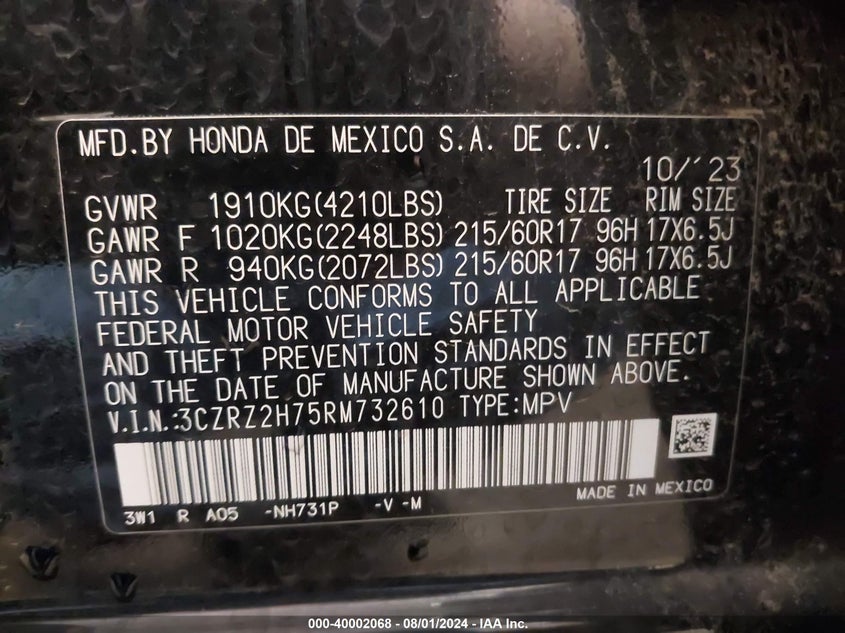 MFD.BY HONDA DE MEXICO S.A. DE C.V.
10/'23
GVWR 1910KG(4210LBS) TIRE SIZE RIM SIZE
GAWR F 1020KG(2248LBS) 215/60R17 96H 17X6.5J
GAWR R 940KG(2072LBS) 215/60R17 96H 17X6.5J
THIS VEHICLE CONFORMS TO ALL APPLICABLE
FEDERAL MOTOR VEHICLE SAFETY
AND THEFT PREVENTION STANDARDS IN EFFECT
ON THE DATE OF MANUFACTURE SHOWN ABOVE.
V.I.N.:3CZRZ2H75RM732610 TYPE:MPV
MADE IN MEXICO
3W1 R A05 -NH731P -V -M
000-40002068 - 08/01/2024 - IAA Inc.